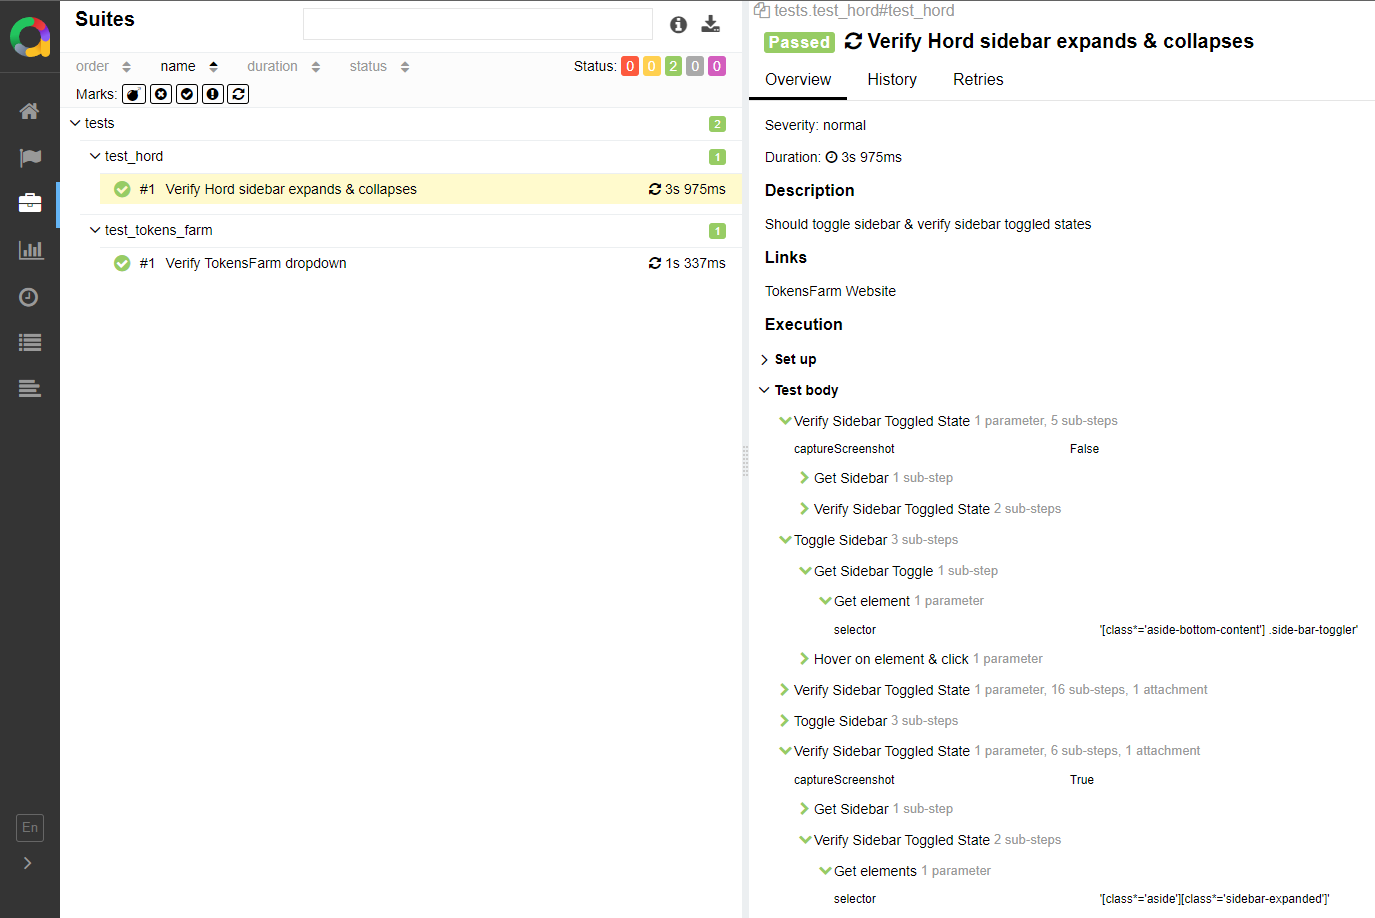 Suites
order name duration status Status: 0 0 2 0 0
Marks:
tests 2
test_hord 1
#1 Verify Hord sidebar expands & collapses 3s 975ms
test_tokens_farm 1
#1 Verify TokensFarm dropdown 1s 337ms
En
tests.test_hord#test_hord
Passed Verify Hord sidebar expands & collapses
Overview History Retries
Severity: normal
Duration: 3s 975ms
Description
Should toggle sidebar & verify sidebar toggled states
Links
TokensFarm Website
Execution
Set up
Test body
Verify Sidebar Toggled State 1 parameter, 5 sub-steps
captureScreenshot False
Get Sidebar 1 sub-step
Verify Sidebar Toggled State 2 sub-steps
Toggle Sidebar 3 sub-steps
Get Sidebar Toggle 1 sub-step
Get element 1 parameter
selector '[class*='aside-bottom-content'] .side-bar-toggler'
Hover on element & click 1 parameter
Verify Sidebar Toggled State 1 parameter, 16 sub-steps, 1 attachment
Toggle Sidebar 3 sub-steps
Verify Sidebar Toggled State 1 parameter, 6 sub-steps, 1 attachment
captureScreenshot True
Get Sidebar 1 sub-step
Verify Sidebar Toggled State 2 sub-steps
Get elements 1 parameter
selector '[class*='aside'][class*='sidebar-expanded']'